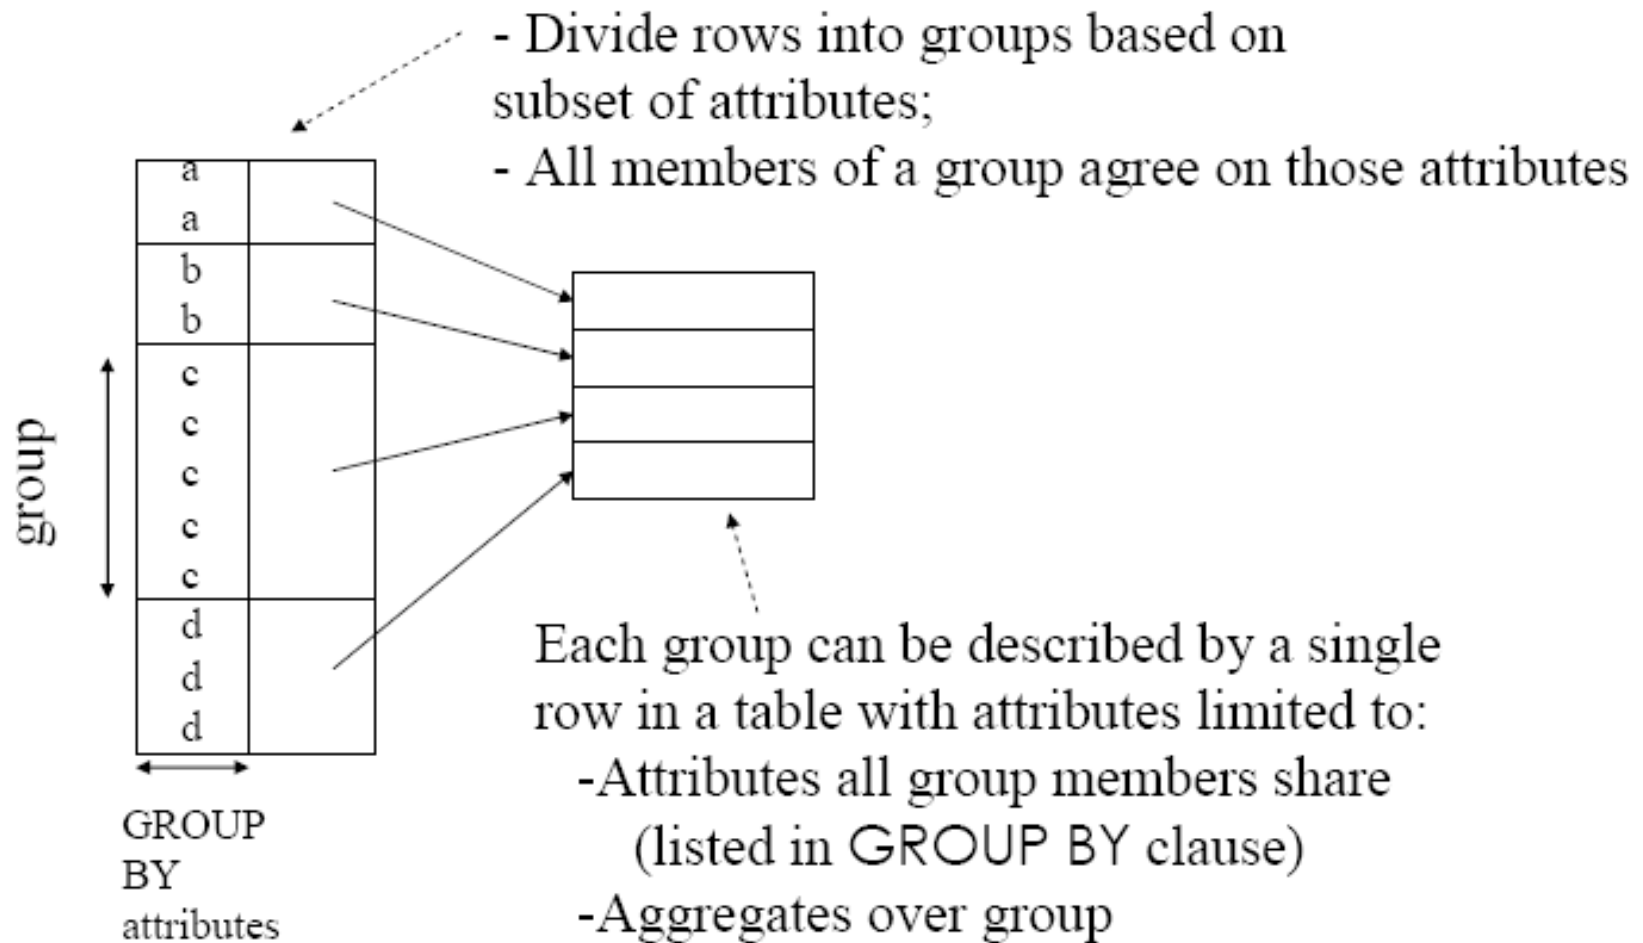 - Divide rows into groups based on
subset of attributes;
- All members of a group agree on those attributes
a
a
b
b
c
c
c
c
c
d
d
d
group
GROUP
BY
attributes
Each group can be described by a single
row in a table with attributes limited to:
-Attributes all group members share
(listed in GROUP BY clause)
-Aggregates over group